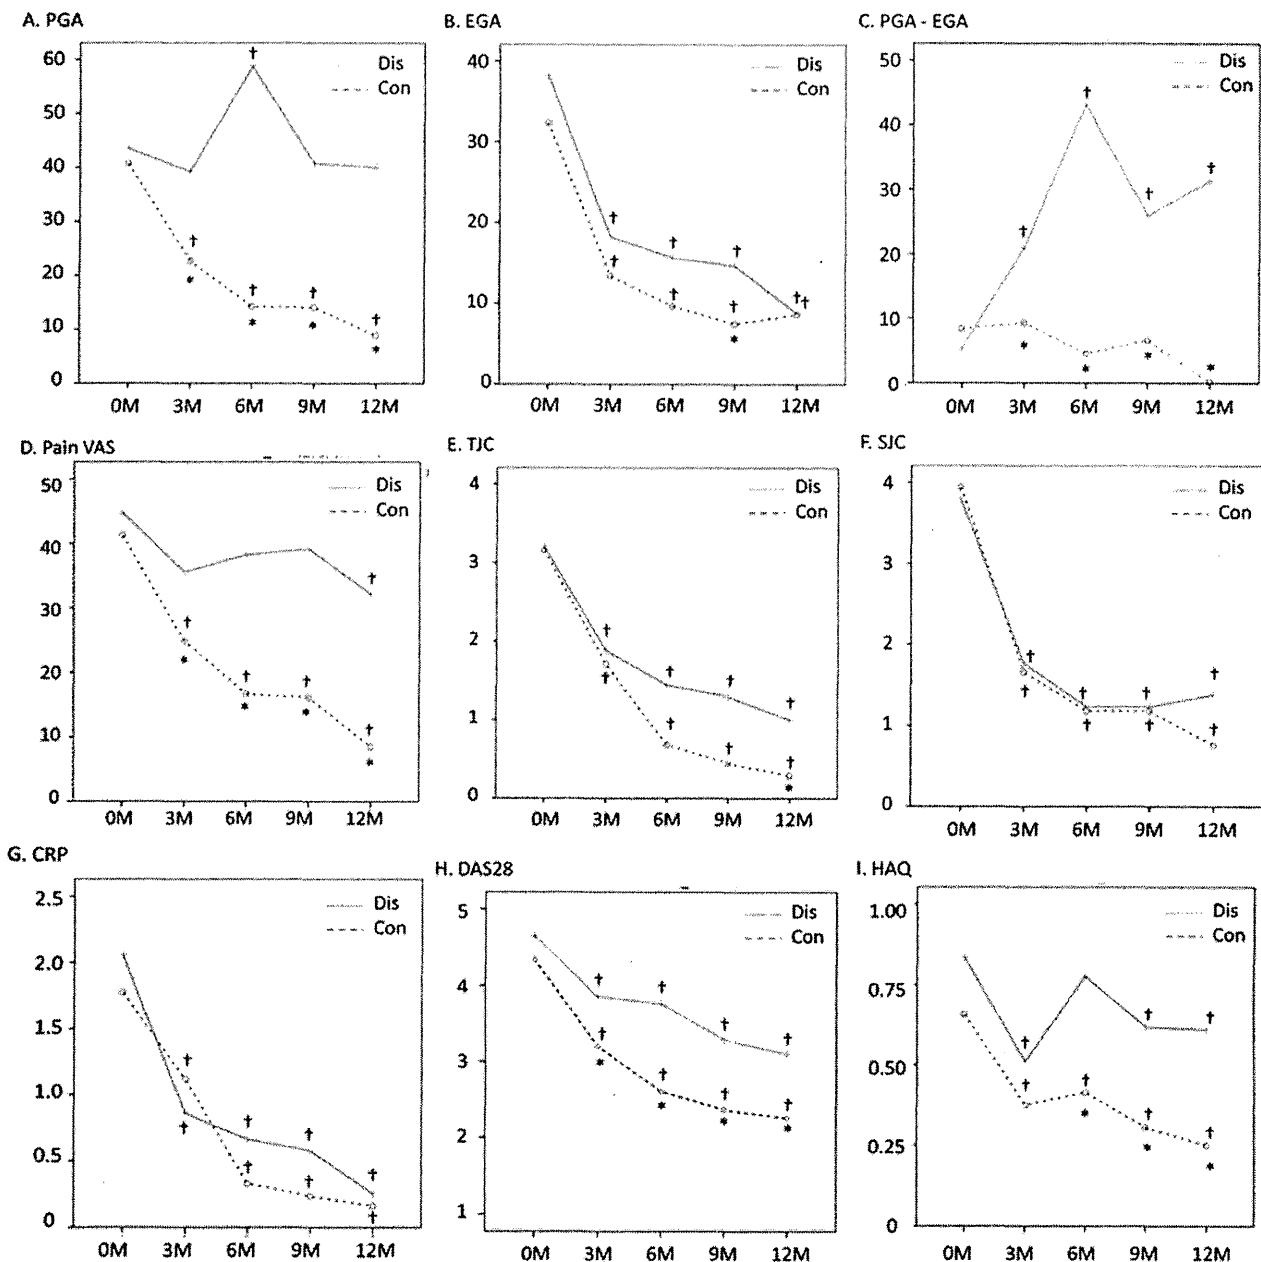 A. PGA
60
50
40
30
20
10
0
Dis
Con
† † † † †
* * * *
0M 3M 6M 9M 12M
B. EGA
40
30
20
10
0
Dis
Con
† † † † † † † †
*
0M 3M 6M 9M 12M
C. PGA - EGA
50
40
30
20
10
0
Dis
Con
† † † †
* * * *
0M 3M 6M 9M 12M
D. Pain VAS
50
40
30
20
10
0
Dis
Con
† † † † †
* * * *
0M 3M 6M 9M 12M
E. TJC
4
3
2
1
0
Dis
Con
† † † † † † † †
*
0M 3M 6M 9M 12M
F. SJC
4
3
2
1
0
Dis
Con
† † † † † † † †
0M 3M 6M 9M 12M
G. CRP
2.5
2.0
1.5
1.0
0.5
0
Dis
Con
† † † † † † † †
0M 3M 6M 9M 12M
H. DAS28
5
4
3
2
1
Dis
Con
† † † † † † † †
* * * *
0M 3M 6M 9M 12M
I. HAQ
1.00
0.75
0.50
0.25
0
Dis
Con
† † † † † † †
* * *
0M 3M 6M 9M 12M